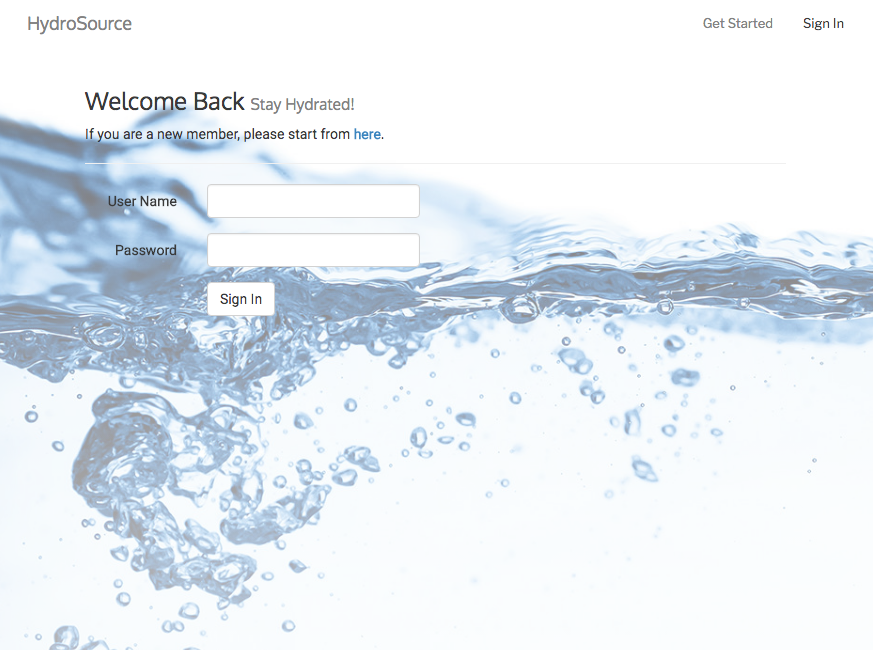 HydroSource
Get Started
Sign In
Welcome Back Stay Hydrated!
If you are a new member, please start from here.
User Name
Password
Sign In